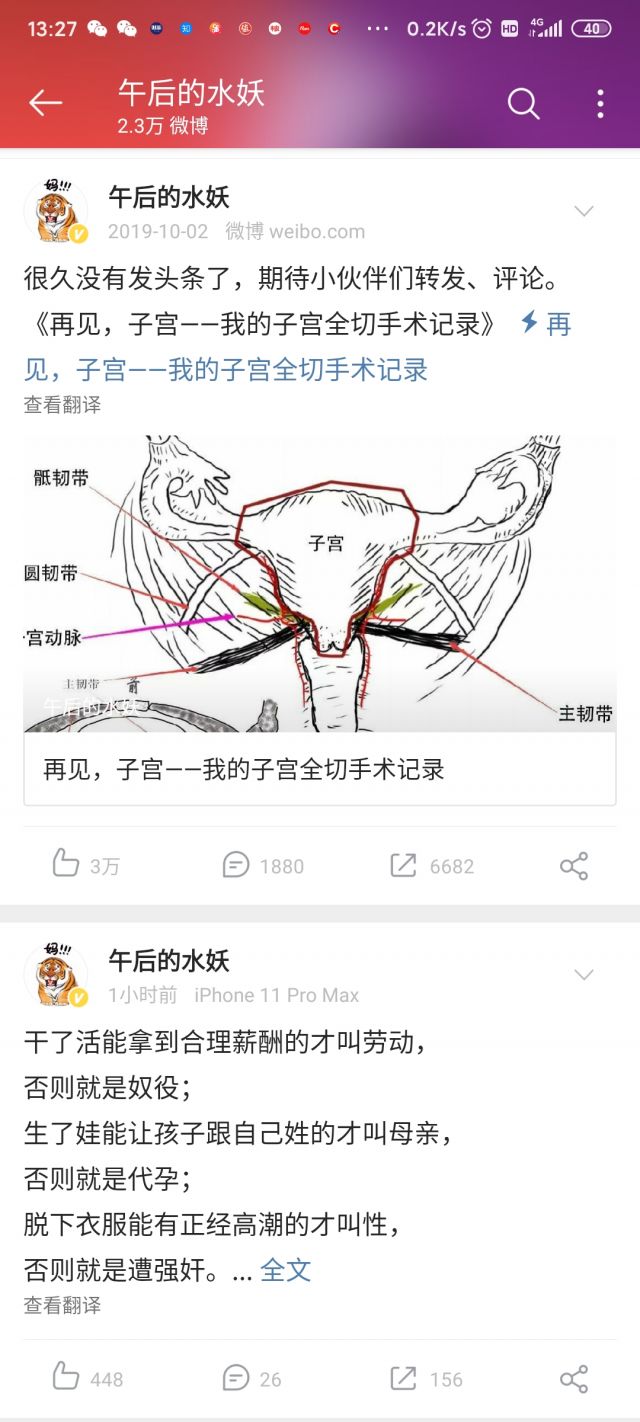 13:27
0.2K/s
HD
4G
40
午后的水妖
2.3万 微博
妈!!!
午后的水妖
2019-10-02 微博 weibo.com
很久没有发头条了，期待小伙伴们转发、评论。
《再见，子宫——我的子宫全切手术记录》 再
见，子宫——我的子宫全切手术记录
查看翻译
骶韧带
子宫
圆韧带
宫动脉
主韧带
前
午后的水妖
主韧带
再见，子宫——我的子宫全切手术记录
3万
1880
6682
妈!!!
午后的水妖
1小时前 iPhone 11 Pro Max
干了活能拿到合理薪酬的才叫劳动，
否则就是奴役；
生了娃能让孩子跟自己姓的才叫母亲，
否则就是代孕；
脱下衣服能有正经高潮的才叫性，
否则就是遭强奸。... 全文
查看翻译
448
26
156